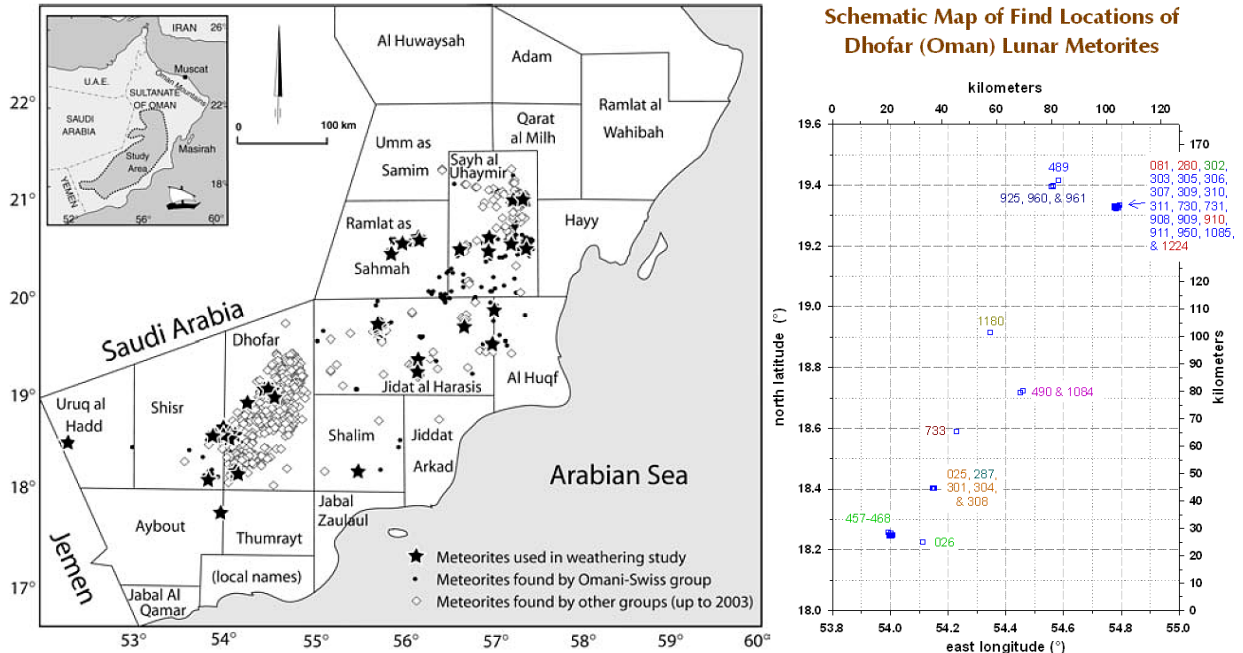 IRAN
26°
Muscat
U.A.E.
Oman Mountains
SULTANATE
OF OMAN
22°
SAUDI
ARABIA
Masirah
Study
Area
18°
YEMEN
52°
56°
60°
0
100 km
Al Huwaysah
Adam
Ramlat al
Wahibah
22°
Umm as
Samim
Qarat
al Milh
Sayh al
Uhaymir
21°
Ramlat as
Sahmah
Hayy
20°
Saudi Arabia
Dhofar
Jidat al Harasis
Al Huqf
19°
Uruq al
Hadd
Shisr
Shalim
Jiddat
Arkad
Arabian Sea
18°
Aybout
Thumrayt
Jabal
Zaulaul
Jemen
(local names)
17°
Jabal Al
Qamar
Meteorites used in weathering study
Meteorites found by Omani-Swiss group
Meteorites found by other groups (up to 2003)
53° 54° 55° 56° 57° 58° 59° 60°
Schematic Map of Find Locations of
Dhofar (Oman) Lunar Metorites
kilometers
0 20 40 60 80 100 120
19.6
19.4
19.2
19.0
18.8
18.6
18.4
18.2
18.0
north latitude (°)
489
925, 960, & 961
081, 280, 302,
303, 305, 306,
307, 309, 310,
311, 730, 731,
908, 909, 910,
911, 950, 1085,
& 1224
1180
490 & 1084
733
025, 287,
301, 304,
& 308
457-468
026
170
120
110
100
90
80
70
60
50
40
30
20
10
0
kilometers
53.8 54.0 54.2 54.4 54.6 54.8 55.0
east longitude (°)